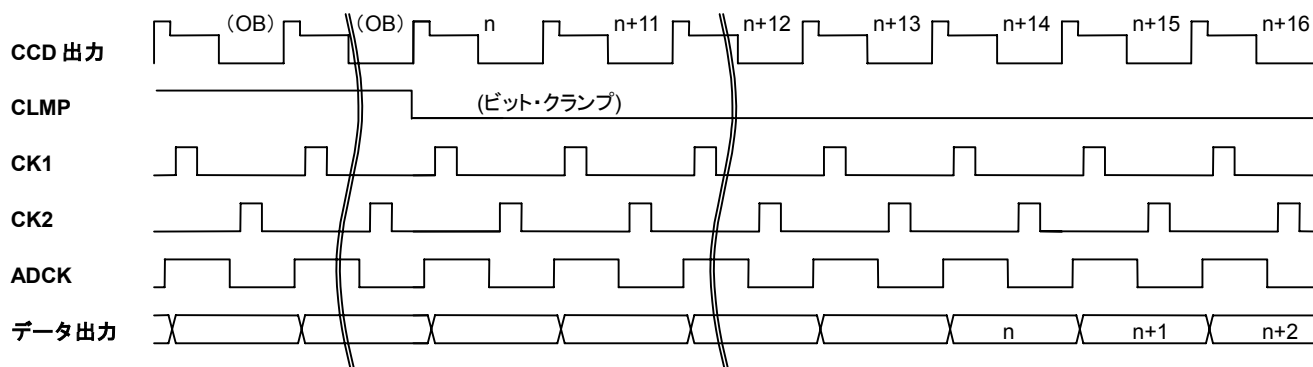 (OB) (OB) n n+11 n+12 n+13 n+14 n+15 n+16
CCD 出力
CLMP (ビット・クランプ)
CK1
CK2
ADCK
データ出力 n n+1 n+2